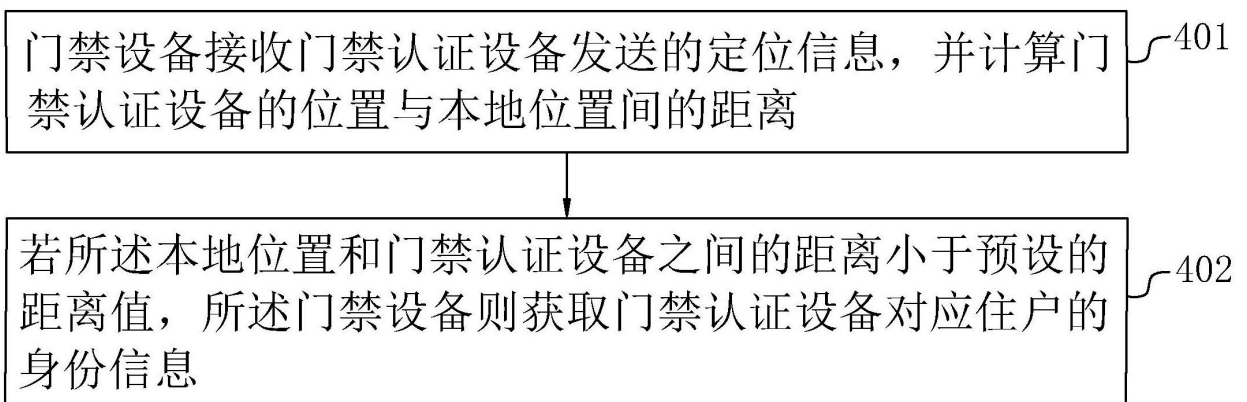 门禁设备接收门禁认证设备发送的定位信息，并计算门
禁认证设备的位置与本地位置间的距离
401
若所述本地位置和门禁认证设备之间的距离小于预设的
距离值，所述门禁设备则获取门禁认证设备对应住户的
身份信息
402